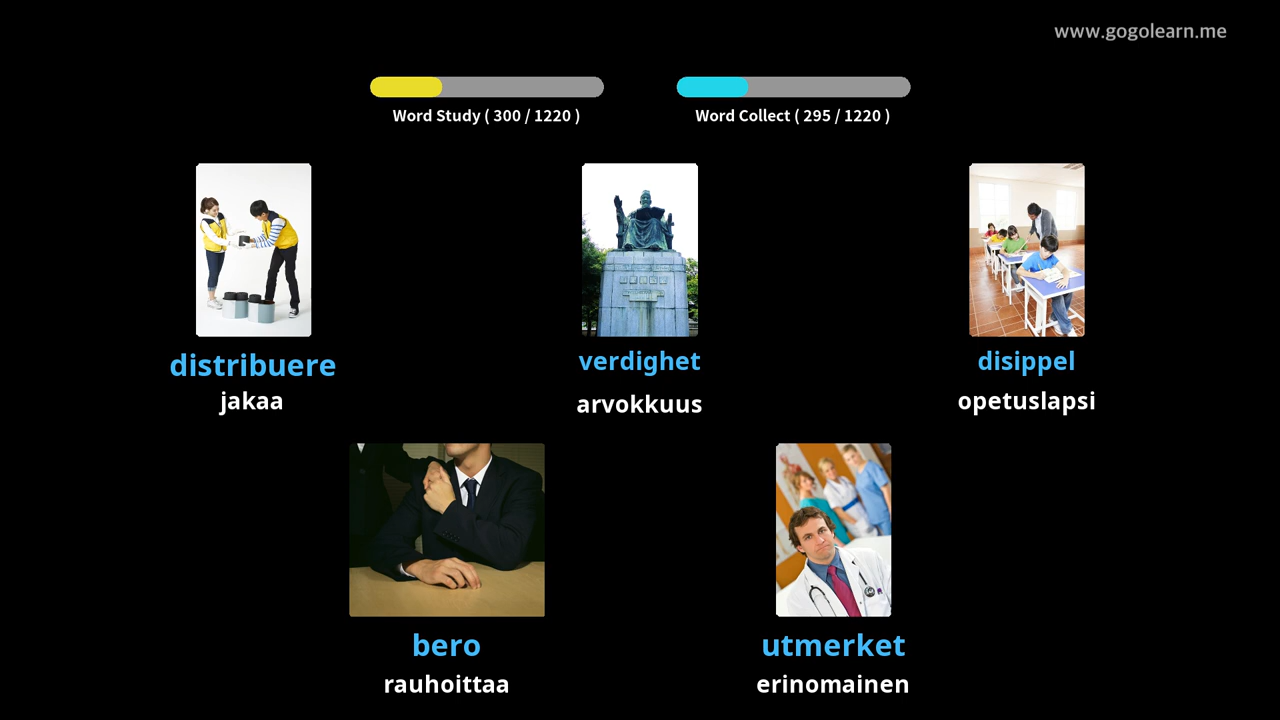 www.gogolearn.me
Word Study ( 300 / 1220 )
Word Collect ( 295 / 1220 )
distribuere
jakaa
verdighet
arvokkuus
disippel
opetuslapsi
bero
rauhoittaa
utmerket
erinomainen